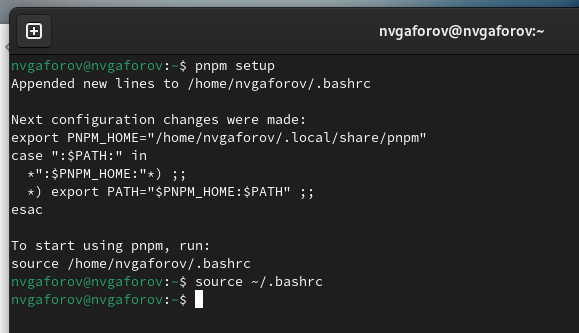 nvgaforov@nvgaforov:~
nvgaforov@nvgaforov:~$ pnpm setup
Appended new lines to /home/nvgaforov/.bashrc
Next configuration changes were made:
export PNPM_HOME="/home/nvgaforov/.local/share/pnpm"
case ":$PATH:" in
  *":$PNPM_HOME:"*) ;;
  *) export PATH="$PNPM_HOME:$PATH" ;;
esac
To start using pnpm, run:
source /home/nvgaforov/.bashrc
nvgaforov@nvgaforov:~$ source ~/.bashrc
nvgaforov@nvgaforov:~$